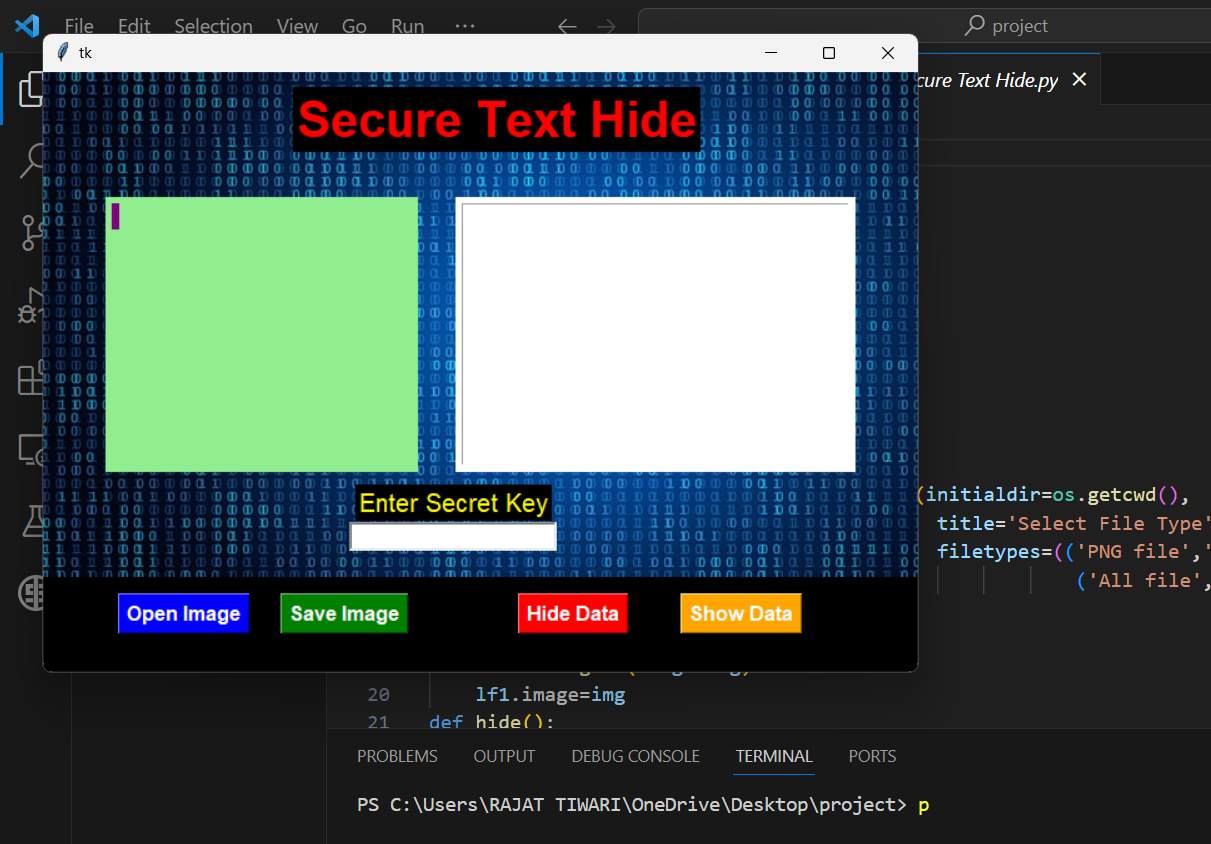 File Edit Selection View Go Run ···
project
tk
cure Text Hide.py
Secure Text Hide
Enter Secret Key
(initialdir=os.getcwd(),
title='Select File Type'
filetypes=(('PNG file','
('All file',
Open Image Save Image Hide Data Show Data
20 lf1.image=img
21 def hide():
PROBLEMS OUTPUT DEBUG CONSOLE TERMINAL PORTS
PS C:\Users\RAJAT TIWARI\OneDrive\Desktop\project> p